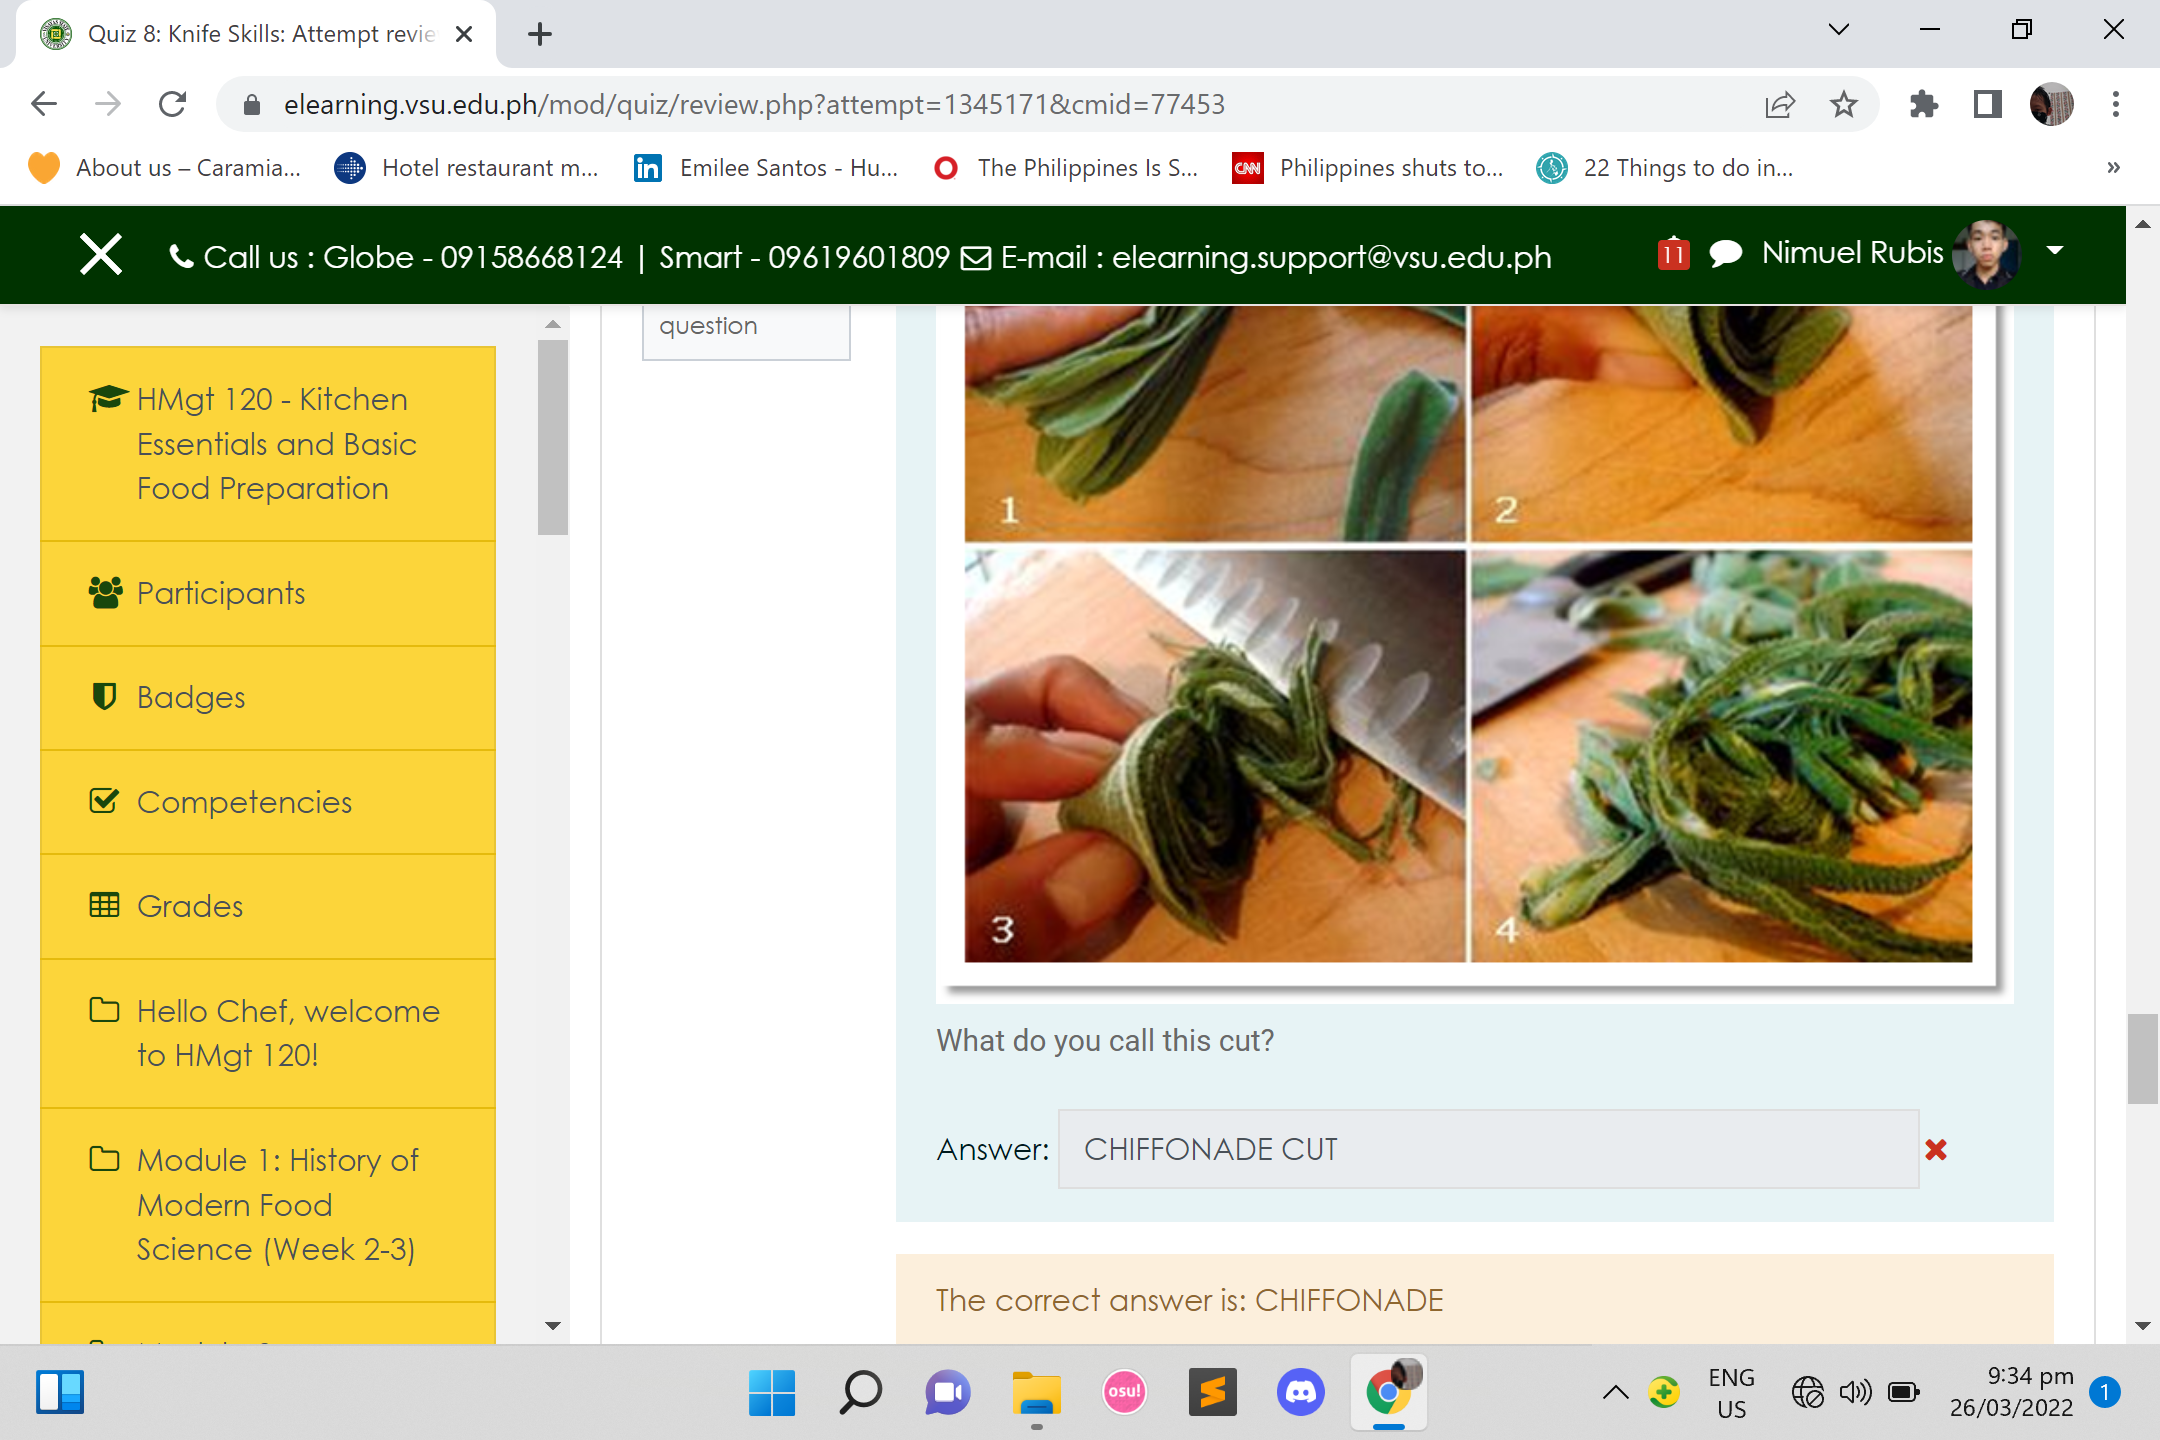 Quiz 8: Knife Skills: Attempt revie
elearning.vsu.edu.ph/mod/quiz/review.php?attempt=1345171&cmid=77453
About us – Caramia...
Hotel restaurant m...
in
Emilee Santos - Hu...
The Philippines Is S...
CNN
Philippines shuts to...
22 Things to do in...
»
Call us : Globe - 09158668124 | Smart - 09619601809 E-mail : elearning.support@vsu.edu.ph
11
Nimuel Rubis
HMgt 120 - Kitchen
Essentials and Basic
Food Preparation
Participants
Badges
Competencies
Grades
Hello Chef, welcome
to HMgt 120!
Module 1: History of
Modern Food
Science (Week 2-3)
question
1
2
3
4
What do you call this cut?
Answer:
CHIFFONADE CUT
The correct answer is: CHIFFONADE
osu!
ENG
US
9:34 pm
26/03/2022
1